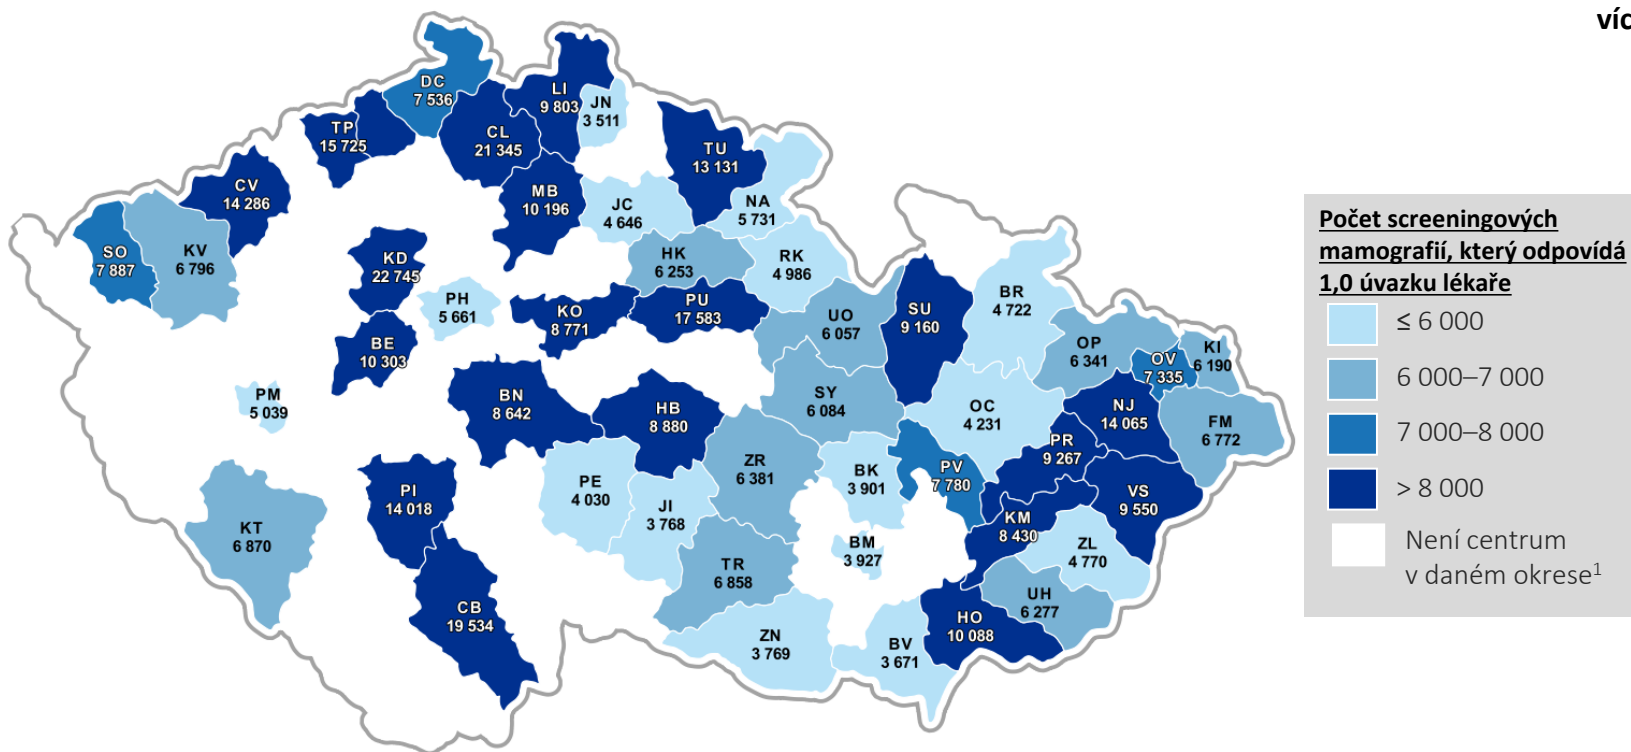 víc
DC
7 536
LI
9 803
JN
3 511
TP
15 725
CL
21 345
TU
13 131
CV
14 286
MB
10 196
JC
4 646
NA
5 731
SO
7 887
KV
6 796
KD
22 745
HK
6 253
RK
4 986
PH
5 661
KO
8 771
PU
17 583
UO
6 057
SU
9 160
BR
4 722
BE
10 303
OP
6 341
OV
7 335
KI
6 190
PM
5 039
BN
8 642
HB
8 880
SY
6 084
OC
4 231
NJ
14 065
FM
6 772
PR
9 267
ZR
6 381
BK
3 901
PV
7 780
PE
4 030
PI
14 018
JI
3 768
VS
9 550
KM
8 430
KT
6 870
BM
3 927
ZL
4 770
TR
6 858
UH
6 277
CB
19 534
HO
10 088
ZN
3 769
BV
3 671
Počet screeningových
mamografií, který odpovídá
1,0 úvazku lékaře
≤ 6 000
6 000–7 000
7 000–8 000
> 8 000
Není centrum
v daném okrese¹